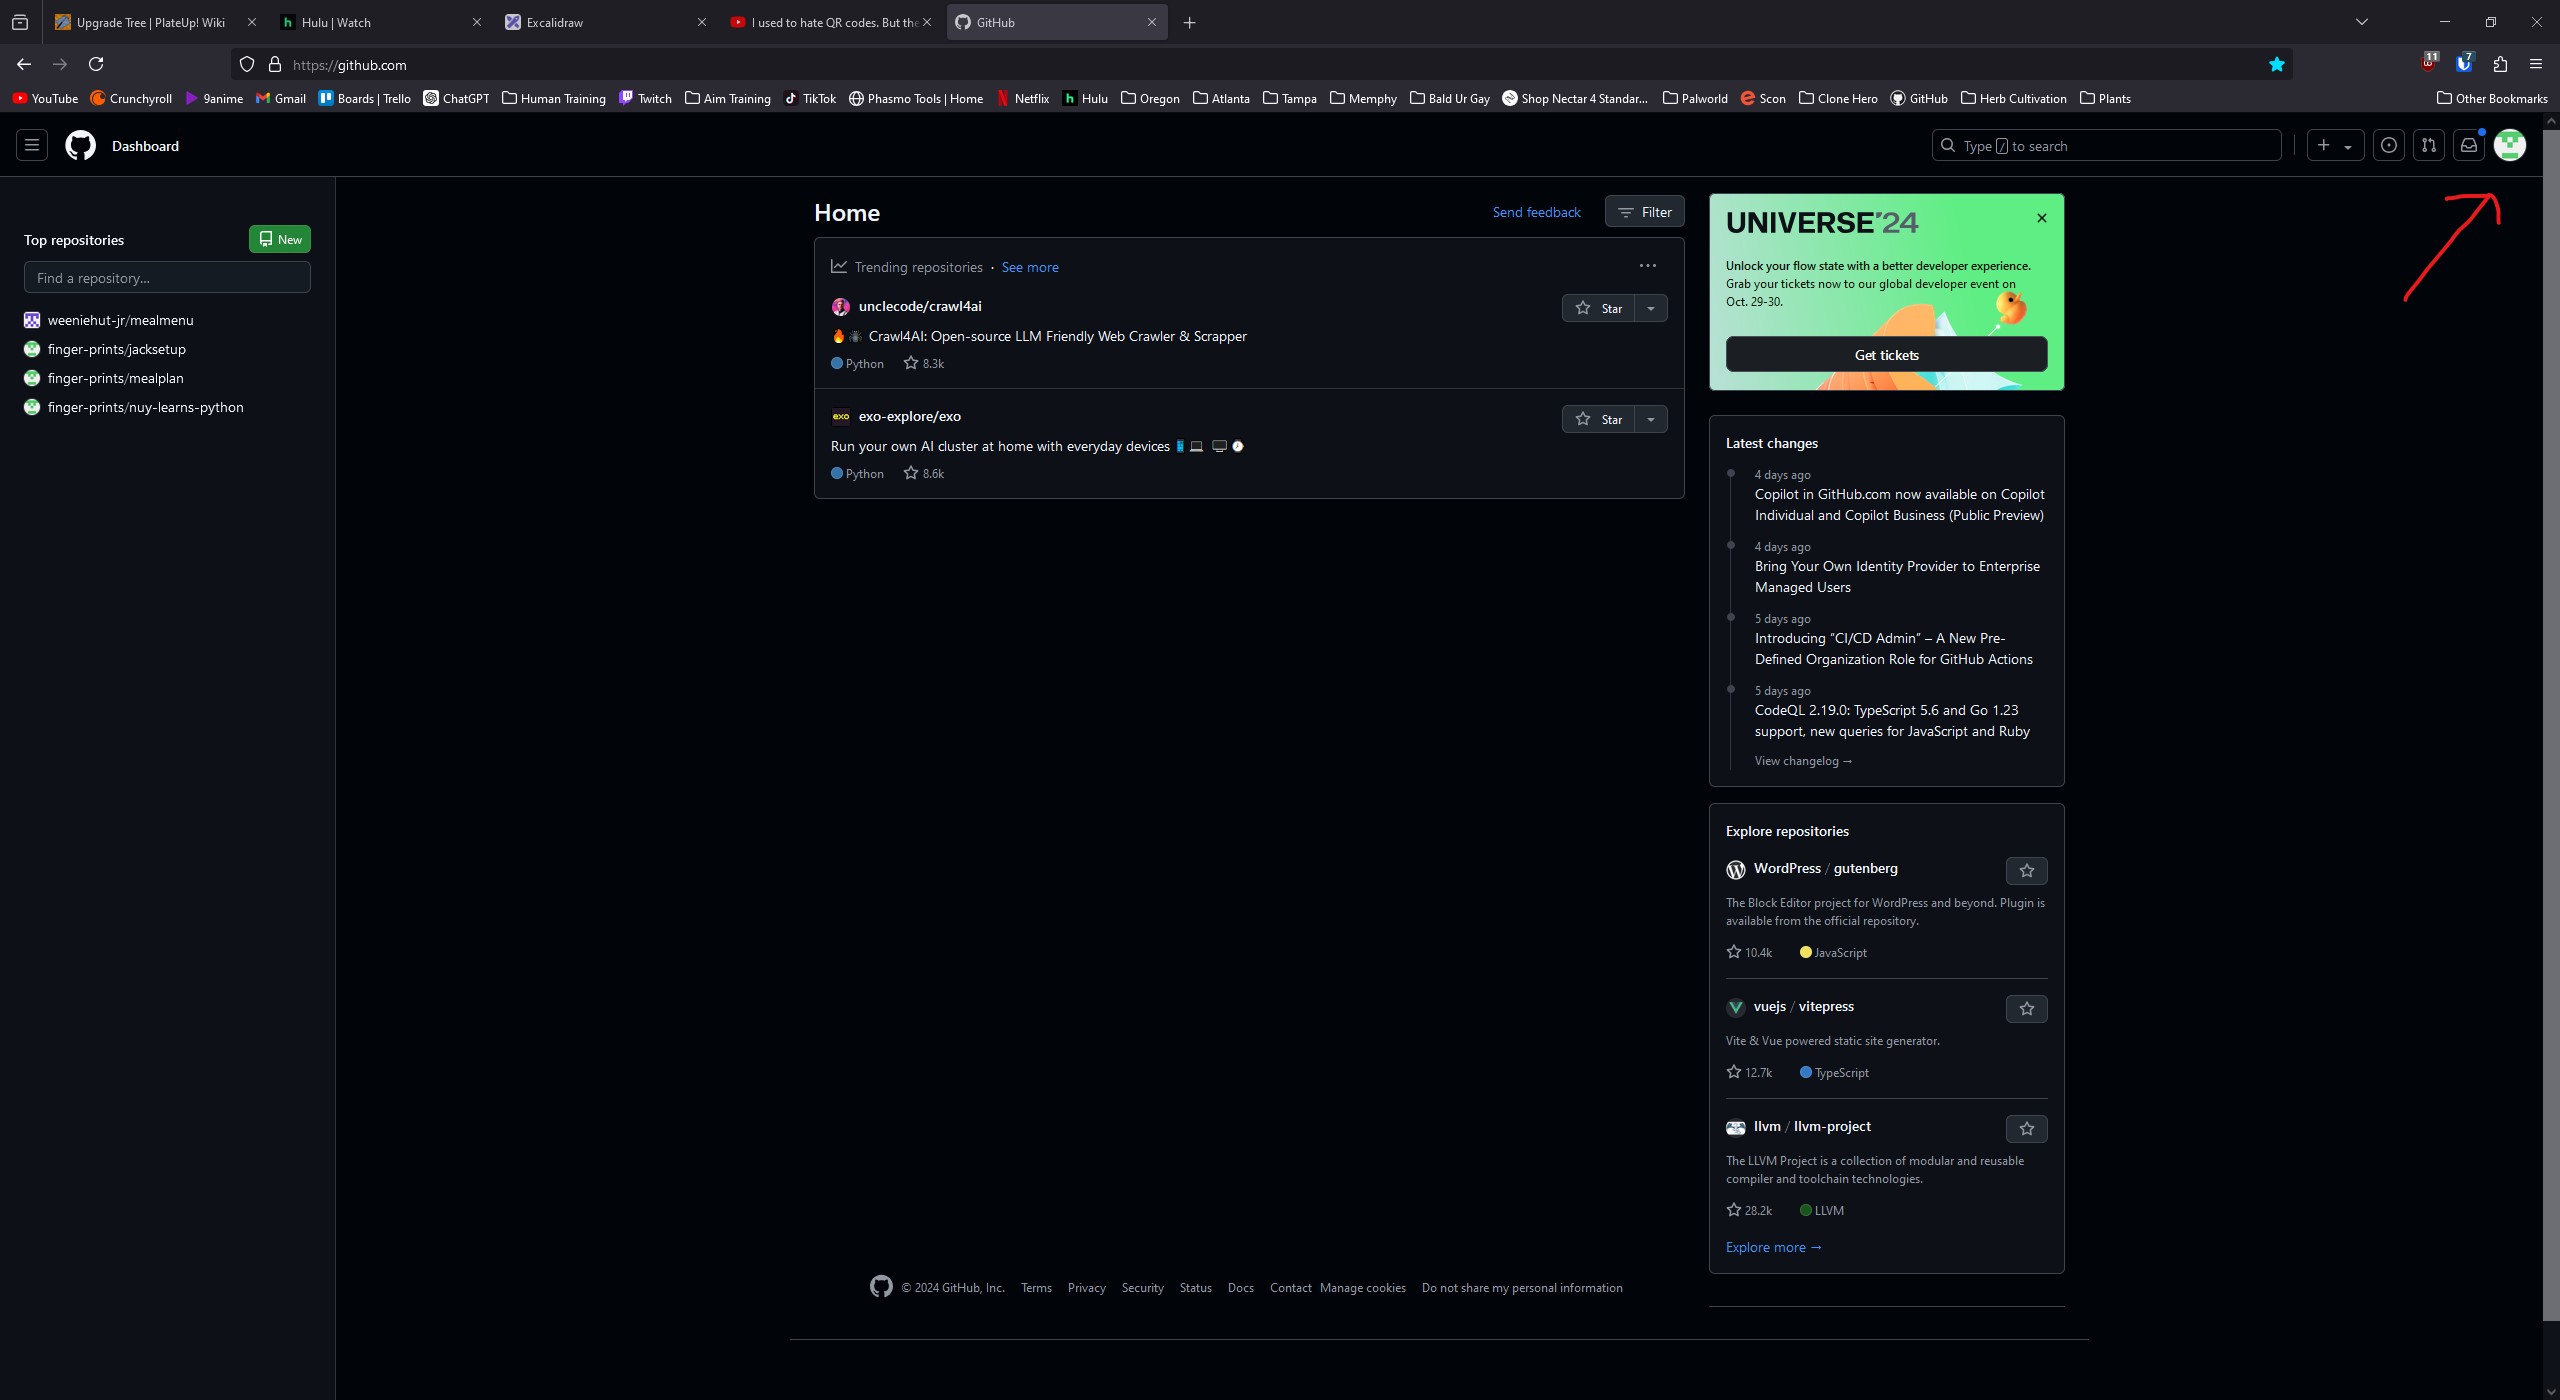 Upgrade Tree | PlateUp! Wiki
Hulu | Watch
Excalidraw
I used to hate QR codes. But the
GitHub
https://github.com
11
7
YouTube
Crunchyroll
9anime
Gmail
Boards | Trello
ChatGPT
Human Training
Twitch
Aim Training
TikTok
Phasmo Tools | Home
Netflix
Hulu
Oregon
Atlanta
Tampa
Memphy
Bald Ur Gay
Shop Nectar 4 Standar...
Palworld
Scon
Clone Hero
GitHub
Herb Cultivation
Plants
Other Bookmarks
Dashboard
Type / to search
Top repositories
New
Find a repository...
weeniehut-jr/mealmenu
finger-prints/jacksetup
finger-prints/mealplan
finger-prints/nuy-learns-python
Home
Send feedback
Filter
Trending repositories · See more
unclecode/crawl4ai
Star
🔥🕷️ Crawl4AI: Open-source LLM Friendly Web Crawler & Scrapper
Python
8.3k
exo
exo-explore/exo
Star
Run your own AI cluster at home with everyday devices 📱💻 🖥️⌚
Python
8.6k
UNIVERSE'24
Unlock your flow state with a better developer experience.
Grab your tickets now to our global developer event on
Oct. 29-30.
Get tickets
Latest changes
4 days ago
Copilot in GitHub.com now available on Copilot
Individual and Copilot Business (Public Preview)
4 days ago
Bring Your Own Identity Provider to Enterprise
Managed Users
5 days ago
Introducing “CI/CD Admin” – A New Pre-
Defined Organization Role for GitHub Actions
5 days ago
CodeQL 2.19.0: TypeScript 5.6 and Go 1.23
support, new queries for JavaScript and Ruby
View changelog →
Explore repositories
WordPress / gutenberg
The Block Editor project for WordPress and beyond. Plugin is
available from the official repository.
10.4k
JavaScript
vuejs / vitepress
Vite & Vue powered static site generator.
12.7k
TypeScript
llvm / llvm-project
The LLVM Project is a collection of modular and reusable
compiler and toolchain technologies.
28.2k
LLVM
Explore more →
© 2024 GitHub, Inc.
Terms
Privacy
Security
Status
Docs
Contact
Manage cookies
Do not share my personal information